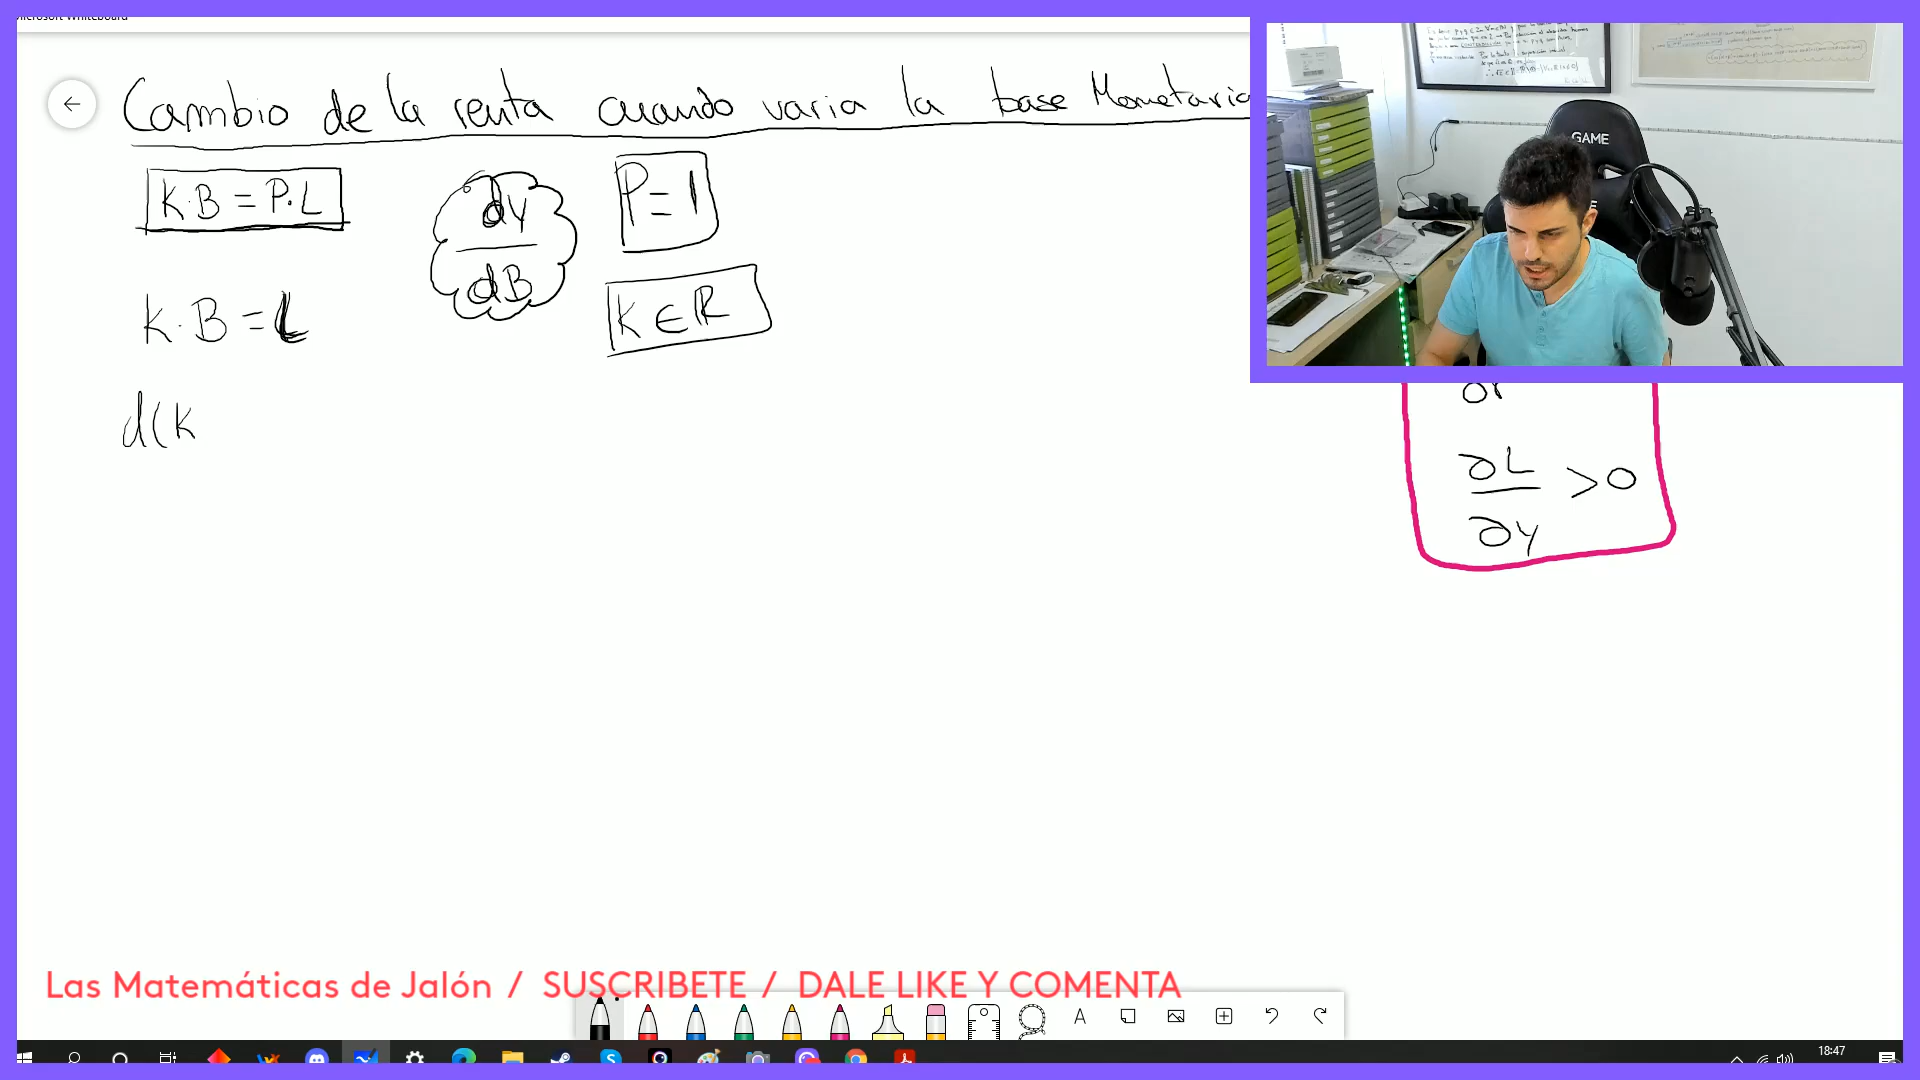 Cambio de la renta cuando varia la base Monetaria
K·B = P·L
dy
dB
P = 1
K·B = L
K ∈ R
d(K
∂L
∂y
> 0
GAME
Las Matemáticas de Jalón / SUSCRIBETE / DALE LIKE Y COMENTA
A
18:47